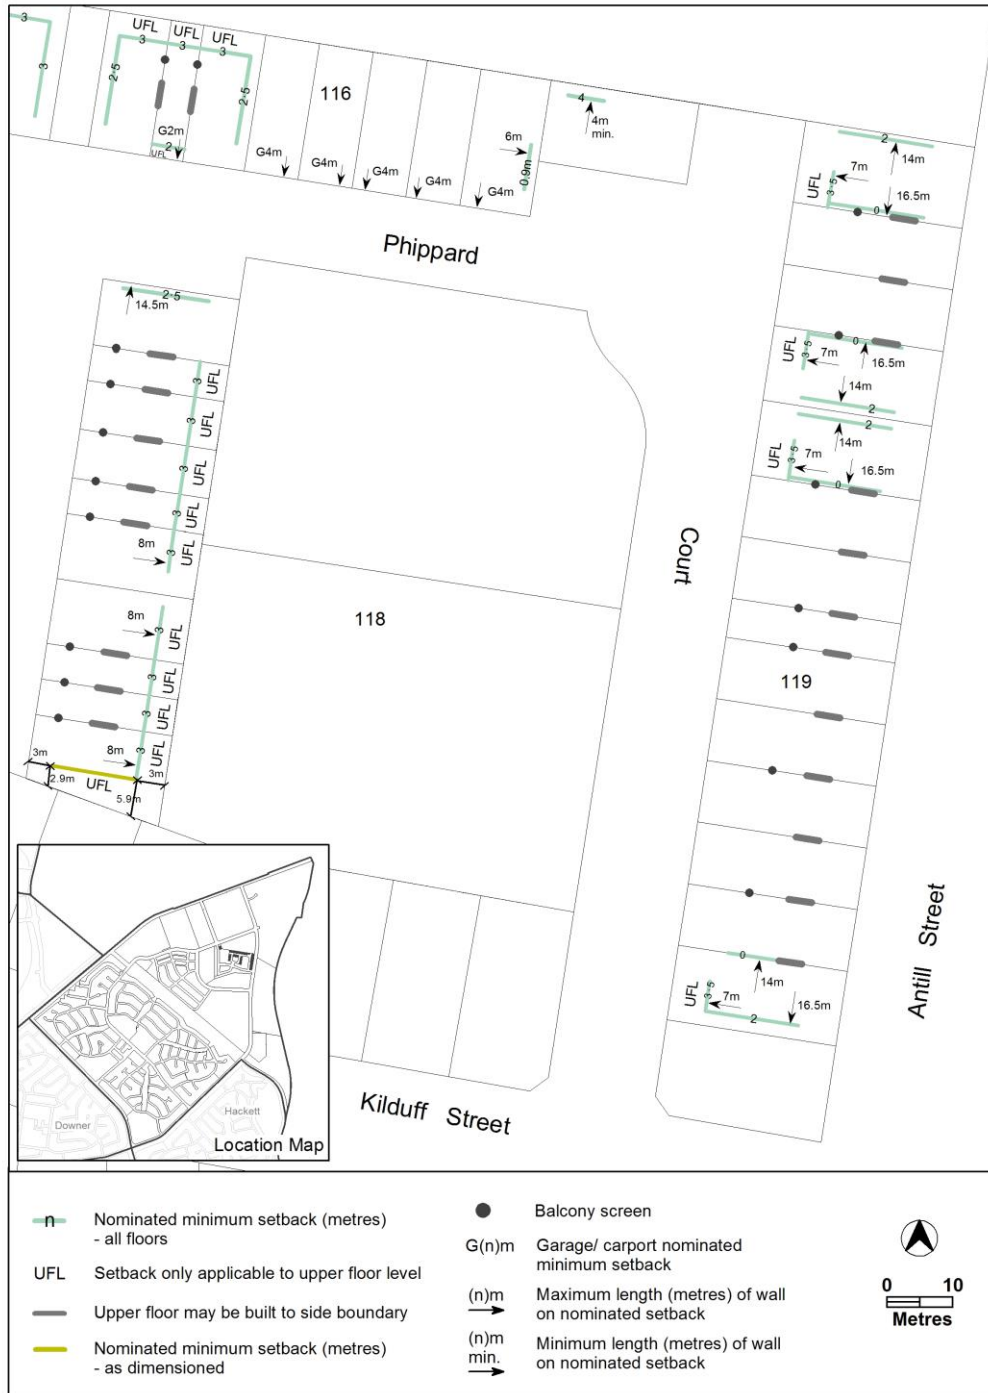 3
UFL
UFL
UFL
3
3
3
3
2·5
2·5
116
4
4m
min.
G2m
2
UFL
G4m
G4m
G4m
G4m
G4m
6m
0.9m
Phippard
2
14m
7m
UFL
3·5
16.5m
0
2·5
14.5m
0
UFL
3·5
7m
16.5m
14m
2
2
14m
UFL
3·5
7m
16.5m
0
3
UFL
3
UFL
3
UFL
3
UFL
8m
3
UFL
Court
118
119
8m
3
UFL
3
UFL
3
UFL
8m
3
UFL
3m
3m
2.9m
UFL
5.9m
0
14m
UFL
3·5
7m
16.5m
2
Antill Street
Kilduff Street
Downer
Hackett
Location Map
n Nominated minimum setback (metres)
- all floors
UFL Setback only applicable to upper floor level
Upper floor may be built to side boundary
Nominated minimum setback (metres)
- as dimensioned
Balcony screen
G(n)m Garage/ carport nominated
minimum setback
(n)m Maximum length (metres) of wall
on nominated setback
(n)m Minimum length (metres) of wall
min. on nominated setback
0 10
Metres